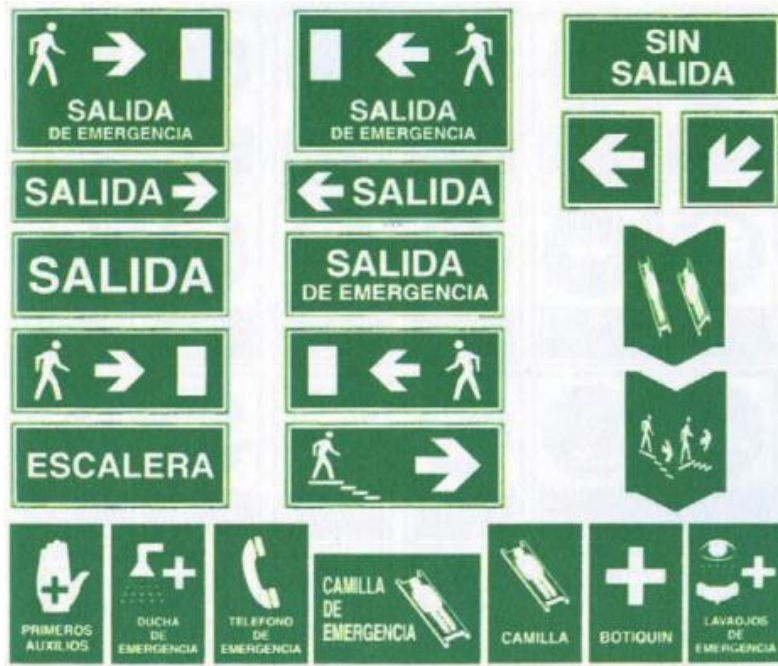 SALIDA
DE EMERGENCIA
SALIDA
DE EMERGENCIA
SIN
SALIDA
SALIDA
SALIDA
SALIDA
SALIDA
DE EMERGENCIA
ESCALERA
PRIMEROS
AUXILIOS
DUCHA
DE
EMERGENCIA
TELEFONO
DE
EMERGENCIA
CAMILLA
DE
EMERGENCIA
CAMILLA
BOTIQUIN
LAVAOJOS
DE
EMERGENCIA